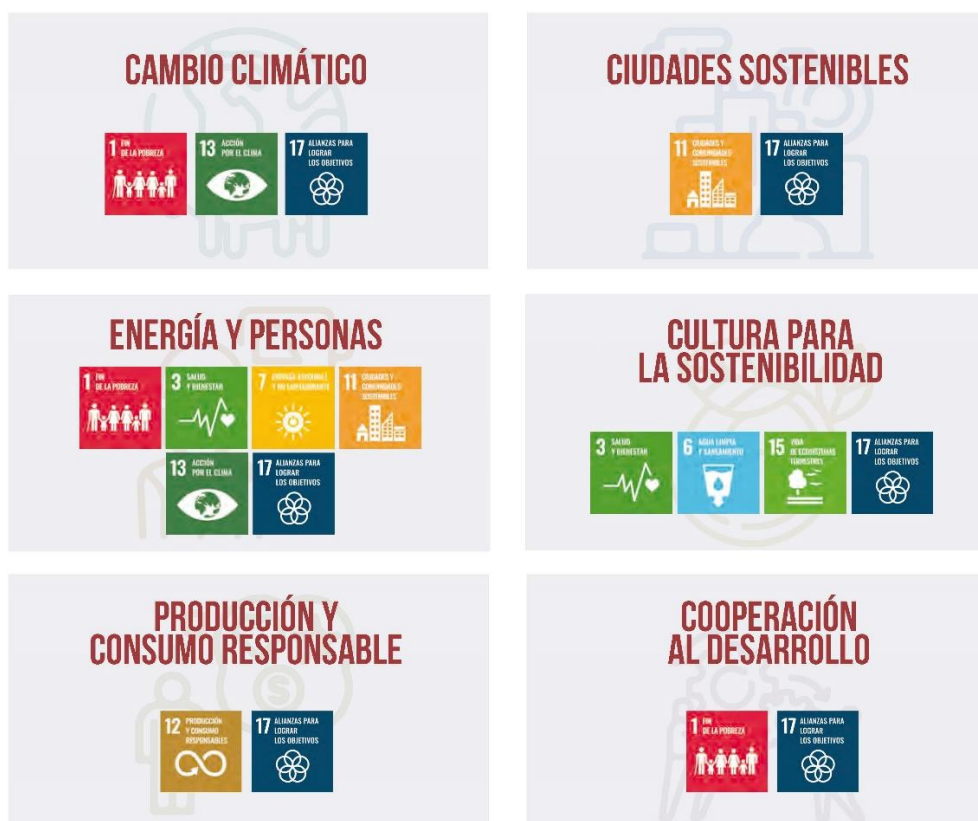 CAMBIO CLIMÁTICO
1 FIN
DE LA POBREZA
13 ACCIÓN
POR EL CLIMA
17 ALIANZAS PARA
LOGRAR
LOS OBJETIVOS
CIUDADES SOSTENIBLES
11 CIUDADES Y
COMUNIDADES
SOSTENIBLES
17 ALIANZAS PARA
LOGRAR
LOS OBJETIVOS
ENERGÍA Y PERSONAS
1 FIN
DE LA POBREZA
3 SALUD
Y BIENESTAR
7 ENERGÍA ASEQUIBLE
Y NO CONTAMINANTE
11 CIUDADES Y
COMUNIDADES
SOSTENIBLES
13 ACCIÓN
POR EL CLIMA
17 ALIANZAS PARA
LOGRAR
LOS OBJETIVOS
CULTURA PARA
LA SOSTENIBILIDAD
3 SALUD
Y BIENESTAR
6 AGUA LIMPIA
Y SANEAMIENTO
15 VIDA
DE ECOSISTEMAS
TERRESTRES
17 ALIANZAS PARA
LOGRAR
LOS OBJETIVOS
PRODUCCIÓN Y
CONSUMO RESPONSABLE
$
12 PRODUCCIÓN
Y CONSUMO
RESPONSABLES
17 ALIANZAS PARA
LOGRAR
LOS OBJETIVOS
COOPERACIÓN
AL DESARROLLO
1 FIN
DE LA POBREZA
17 ALIANZAS PARA
LOGRAR
LOS OBJETIVOS